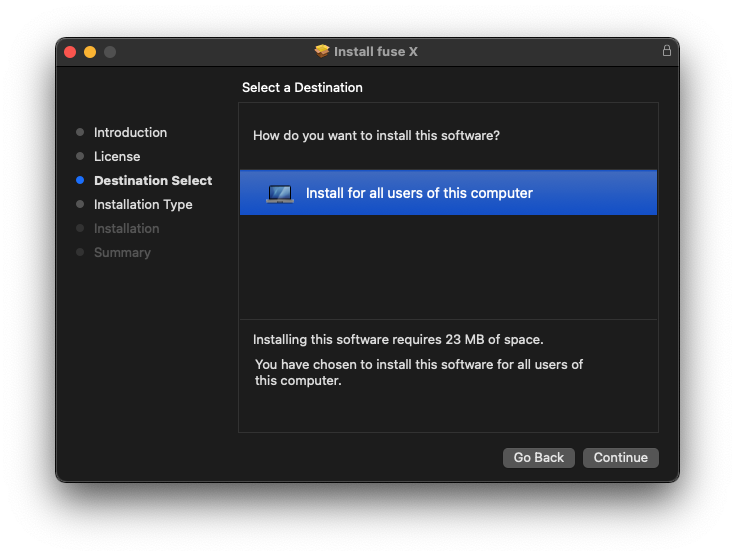 Install fuse X
Select a Destination
Introduction
License
Destination Select
Installation Type
Installation
Summary
How do you want to install this software?
Install for all users of this computer
Installing this software requires 23 MB of space.
You have chosen to install this software for all users of
this computer.
Go Back
Continue